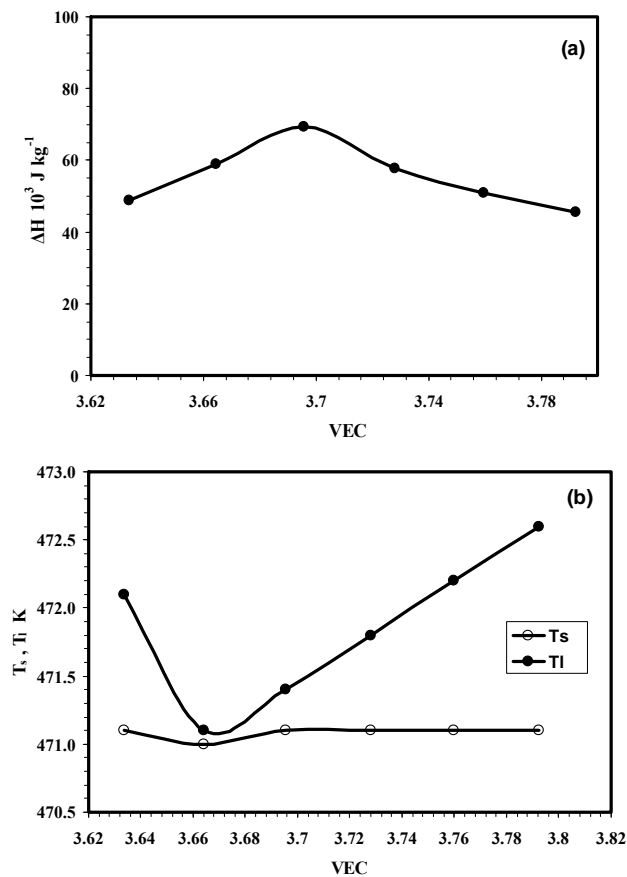 100
80
60
40
20
0
3.62 3.66 3.7 3.74 3.78
VEC
ΔH 10³ J kg⁻¹
(a)
473.0
472.5
472.0
471.5
471.0
470.5
3.62 3.64 3.66 3.68 3.7 3.72 3.74 3.76 3.78 3.8 3.82
VEC
Tₛ , Tₗ K
(b)
Ts
Tl